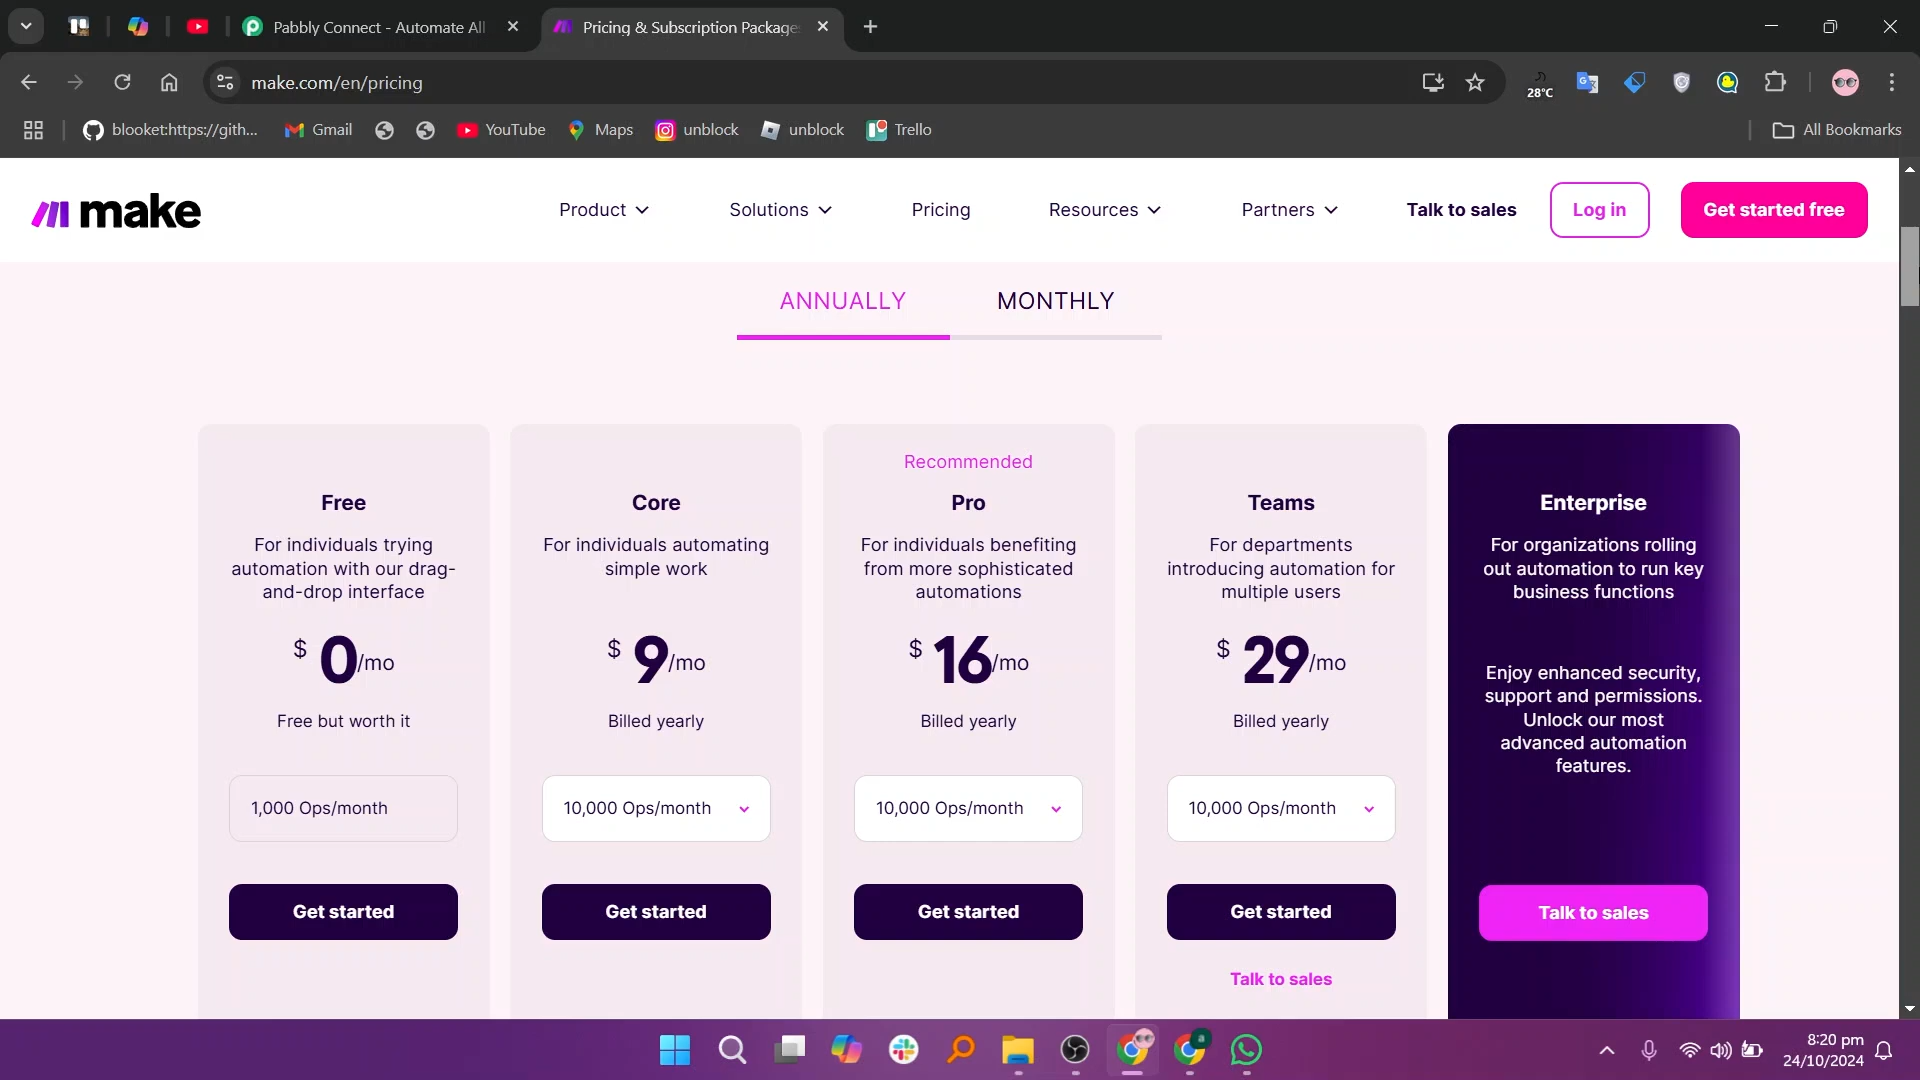 Pabbly Connect - Automate All
Pricing & Subscription Packages
make.com/en/pricing
28°C
blooket:https://gith...
Gmail
YouTube
Maps
unblock
unblock
Trello
All Bookmarks
make
Product
Solutions
Pricing
Resources
Partners
Talk to sales
Log in
Get started free
ANNUALLY
MONTHLY
Free
For individuals trying
automation with our drag-
and-drop interface
$ 0/mo
Free but worth it
1,000 Ops/month
Get started
Core
For individuals automating
simple work
$ 9/mo
Billed yearly
10,000 Ops/month
Get started
Recommended
Pro
For individuals benefiting
from more sophisticated
automations
$ 16/mo
Billed yearly
10,000 Ops/month
Get started
Teams
For departments
introducing automation for
multiple users
$ 29/mo
Billed yearly
10,000 Ops/month
Get started
Talk to sales
Enterprise
For organizations rolling
out automation to run key
business functions
Enjoy enhanced security,
support and permissions.
Unlock our most
advanced automation
features.
Talk to sales
a
8:20 pm
24/10/2024